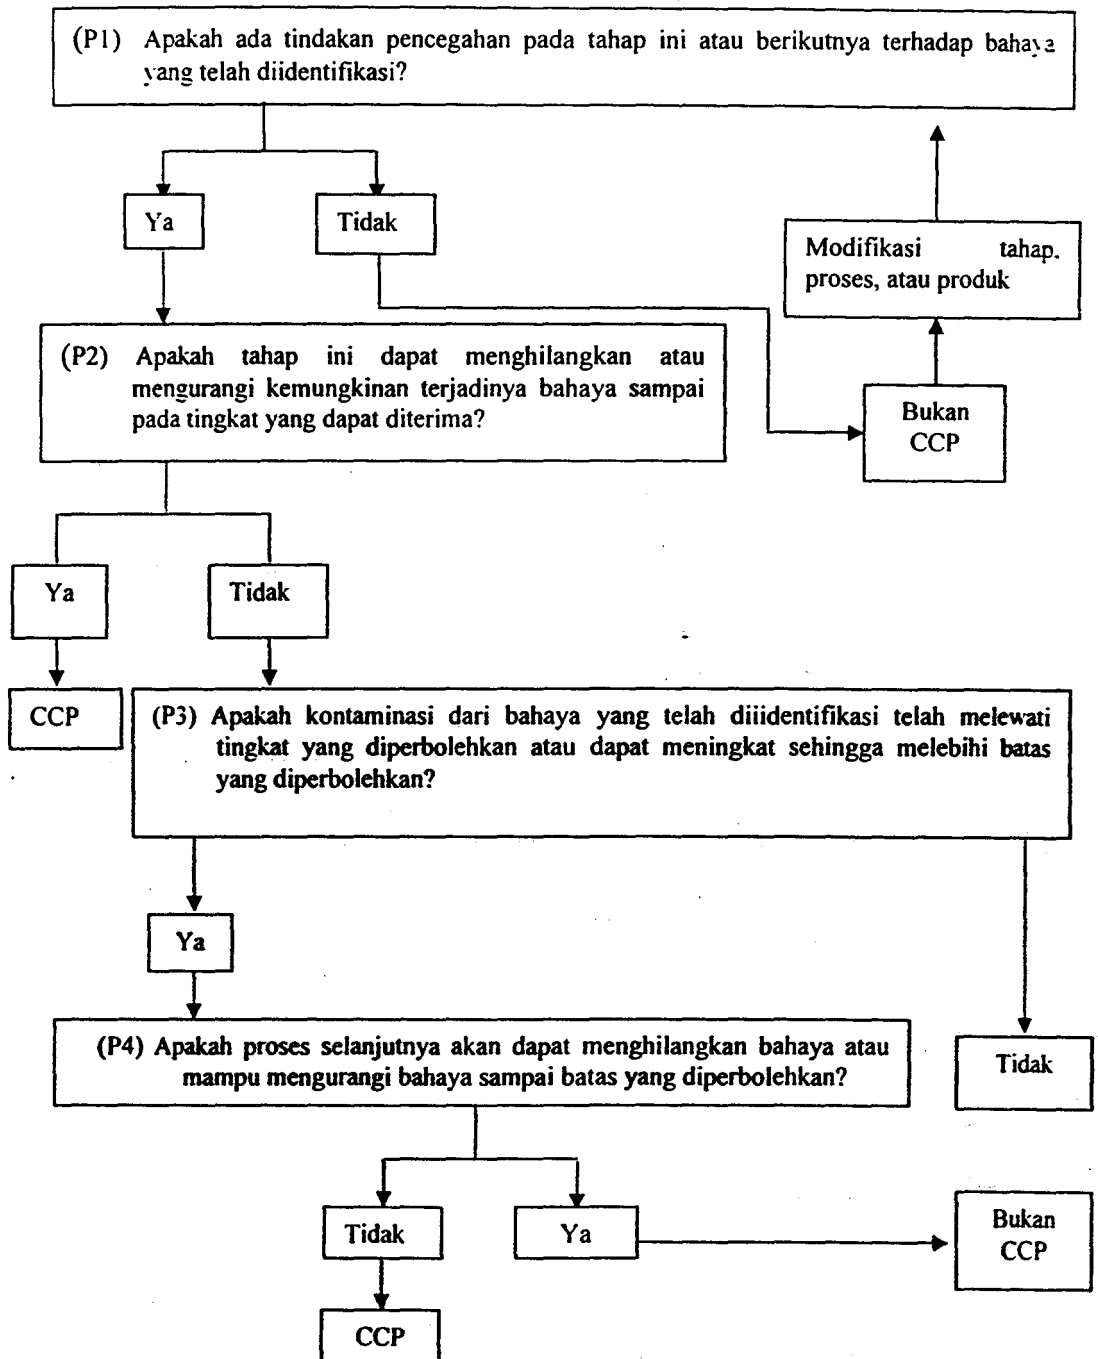 (P1) Apakah ada tindakan pencegahan pada tahap ini atau berikutnya terhadap bahaya
yang telah diidentifikasi?
Ya
Tidak
Modifikasi tahap.
proses, atau produk
(P2) Apakah tahap ini dapat menghilangkan atau
mengurangi kemungkinan terjadinya bahaya sampai
pada tingkat yang dapat diterima?
Bukan
CCP
Ya
Tidak
CCP
(P3) Apakah kontaminasi dari bahaya yang telah diiidentifikasi telah melewati
tingkat yang diperbolehkan atau dapat meningkat sehingga melebihi batas
yang diperbolehkan?
Ya
(P4) Apakah proses selanjutnya akan dapat menghilangkan bahaya atau
mampu mengurangi bahaya sampai batas yang diperbolehkan?
Tidak
Tidak
Ya
Bukan
CCP
CCP